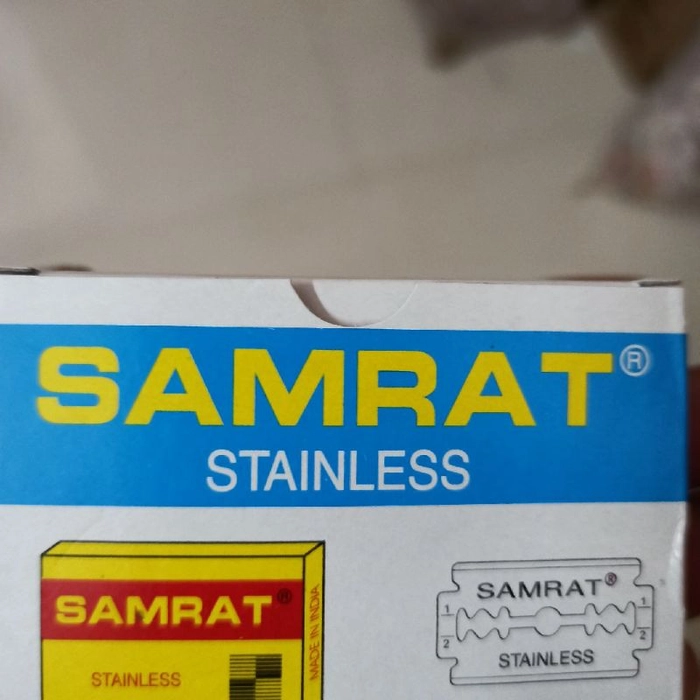 SAMRAT®
STAINLESS
SAMRAT®
STAINLESS
MADE IN INDIA
SAMRAT®
1 1
2 2
STAINLESS